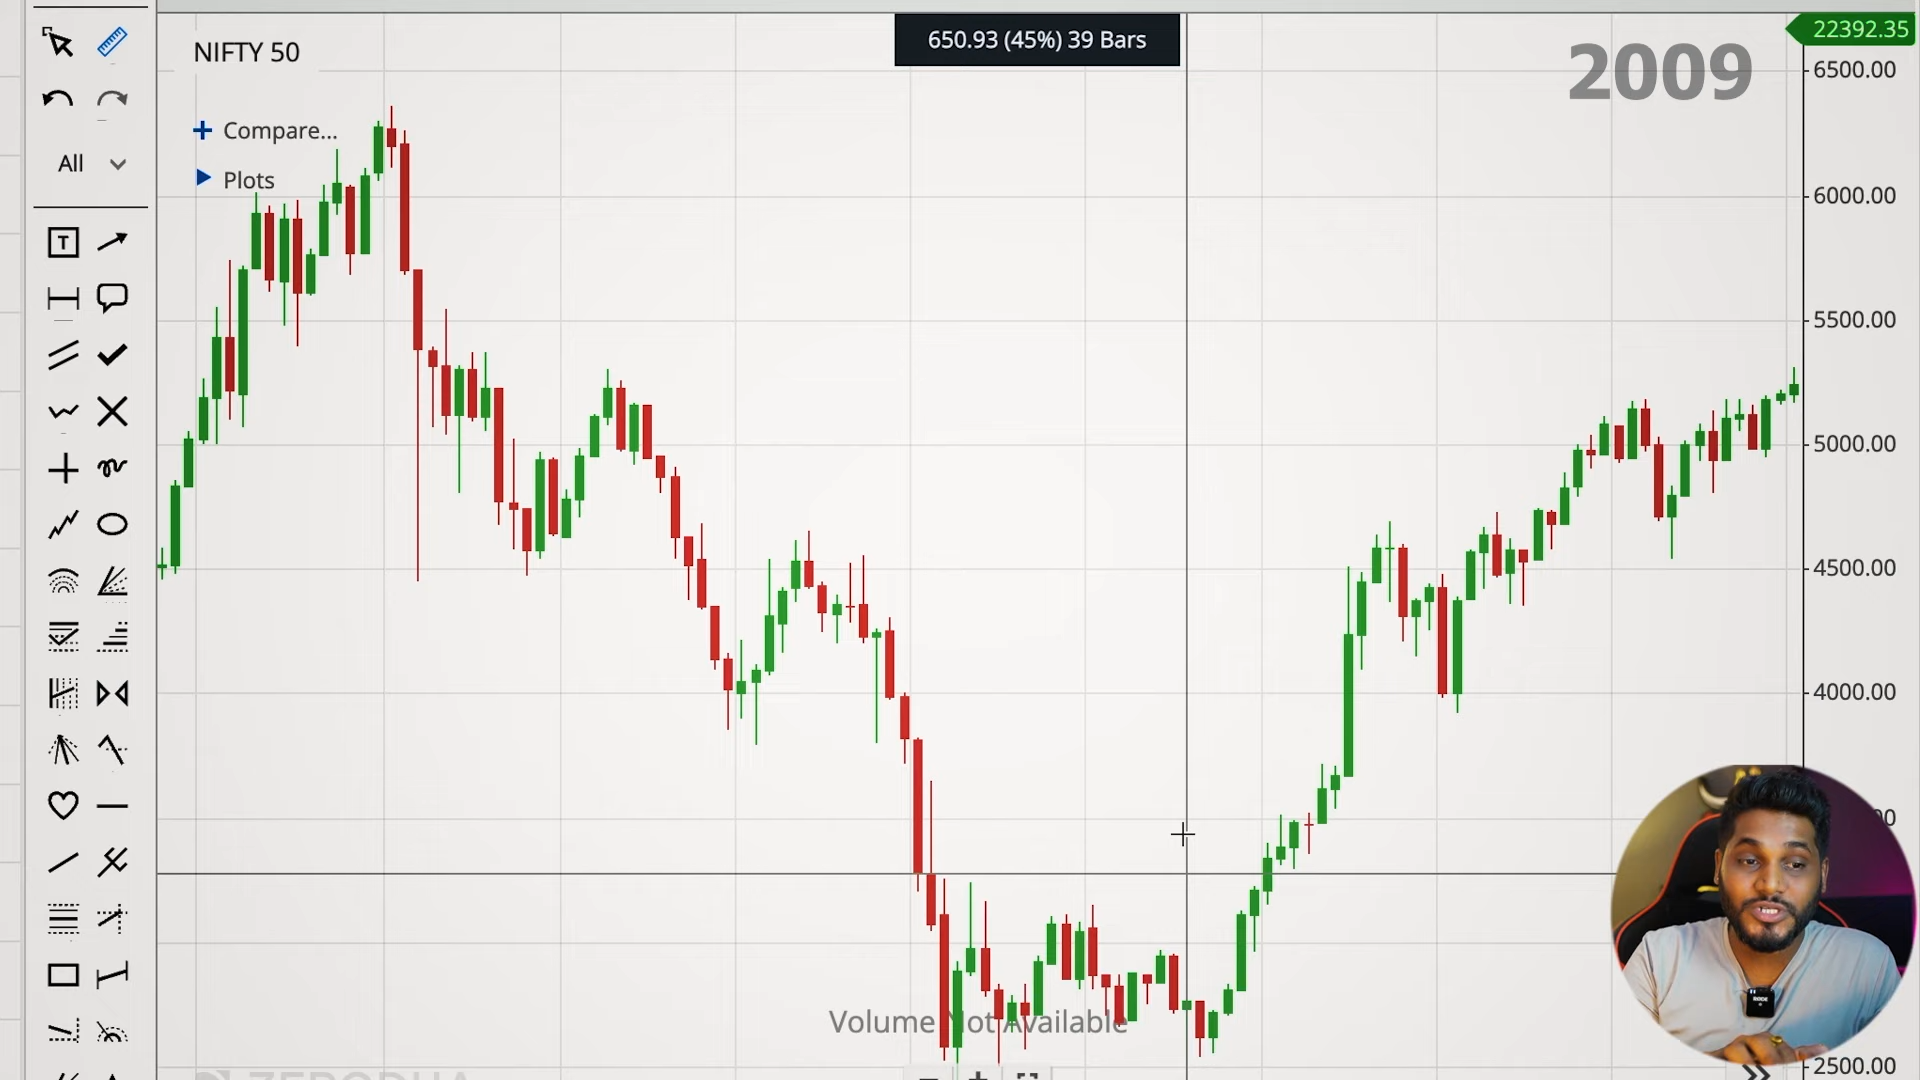 650.93 (45%) 39 Bars
22392.35
NIFTY 50
2009
6500.00
Compare...
All
Plots
6000.00
T
5500.00
5000.00
4500.00
4000.00
RODE
Volume Not Available
2500.00